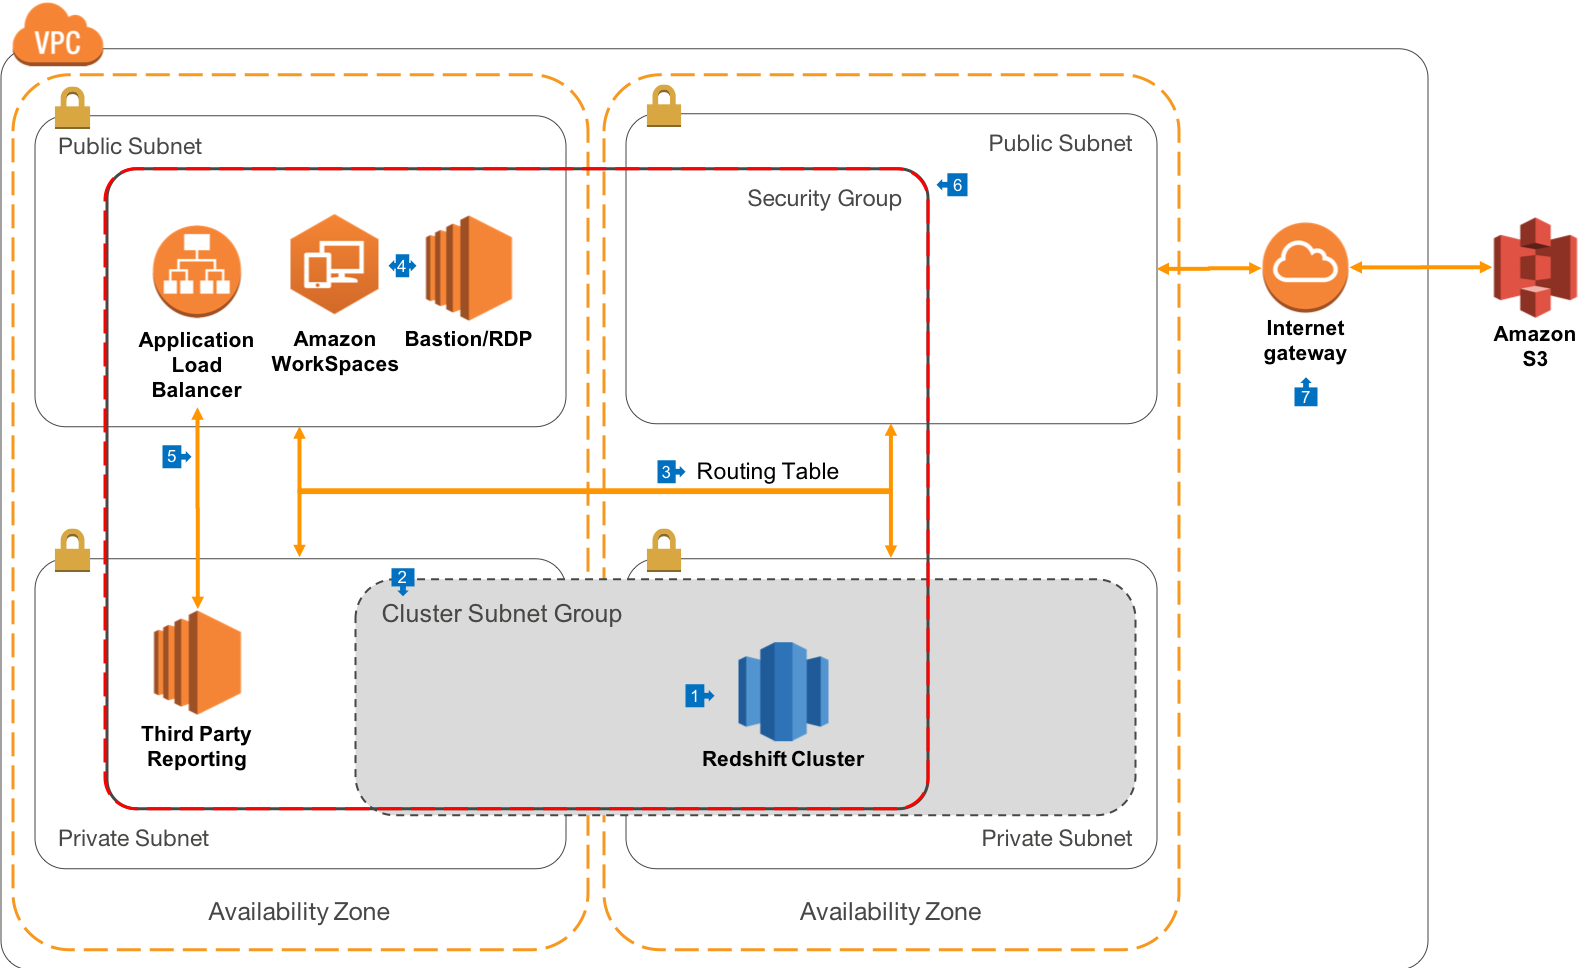 VPC
Public Subnet
Public Subnet
Security Group
6
4
Application
Load
Balancer
Amazon
WorkSpaces
Bastion/RDP
Internet
gateway
7
Amazon
S3
5
3
Routing Table
2
Cluster Subnet Group
1
Third Party
Reporting
Redshift Cluster
Private Subnet
Private Subnet
Availability Zone
Availability Zone